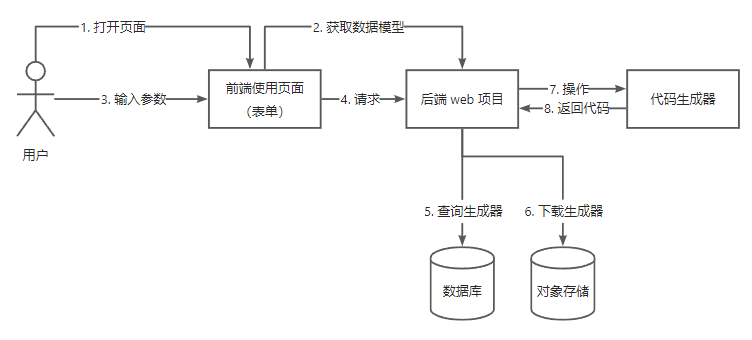 1. 打开页面
2. 获取数据模型
前端使用页面
（表单）
3. 输入参数
4. 请求
后端 web 项目
7. 操作
8. 返回代码
代码生成器
用户
5. 查询生成器
6. 下载生成器
数据库
对象存储